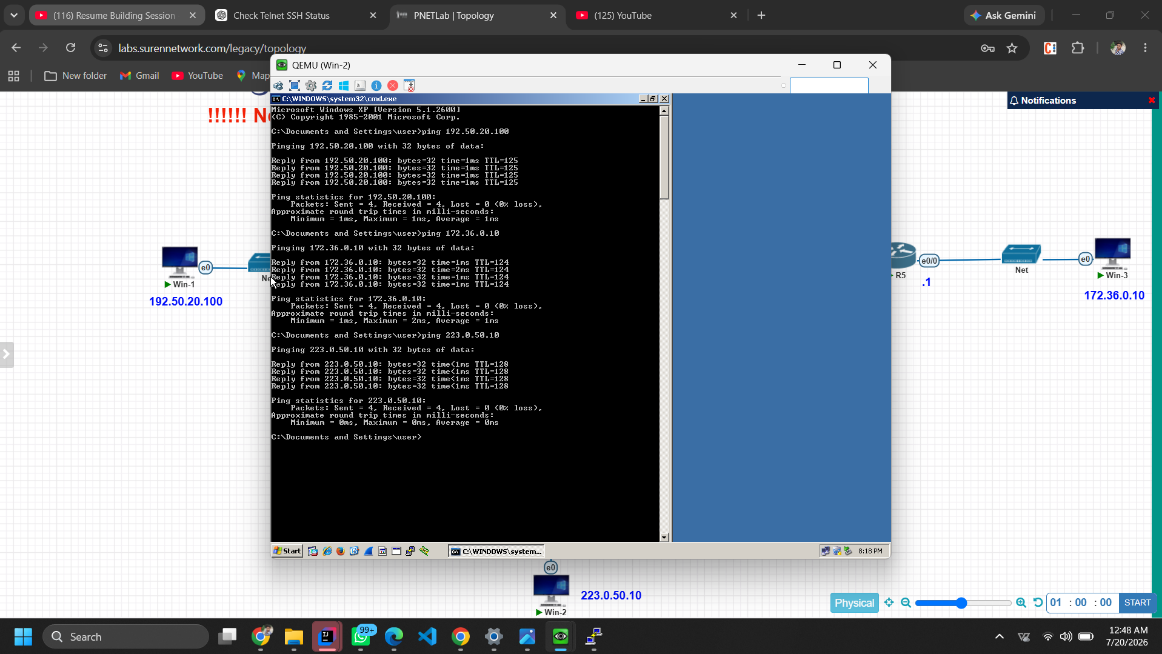 (116) Resume Building Session
Check Telnet SSH Status
PNETLab | Topology
(125) YouTube
Ask Gemini
labs.surennetwork.com/legacy/topology
New folder
Gmail
YouTube
Map
QEMU (Win-2)
Notifications
!!!!!! N
C:\WINDOWS\system32\cmd.exe
Microsoft Windows XP [Version 5.1.2600]
(C) Copyright 1985-2001 Microsoft Corp.
C:\Documents and Settings\user>ping 192.50.20.100
Pinging 192.50.20.100 with 32 bytes of data:
Reply from 192.50.20.100: bytes=32 time=1ms TTL=125
Reply from 192.50.20.100: bytes=32 time=1ms TTL=125
Reply from 192.50.20.100: bytes=32 time=1ms TTL=125
Reply from 192.50.20.100: bytes=32 time=1ms TTL=125
Ping statistics for 192.50.20.100:
Packets: Sent = 4, Received = 4, Lost = 0 (0% loss),
Approximate round trip times in milli-seconds:
Minimum = 1ms, Maximum = 1ms, Average = 1ms
C:\Documents and Settings\user>ping 172.36.0.10
Pinging 172.36.0.10 with 32 bytes of data:
Reply from 172.36.0.10: bytes=32 time=1ms TTL=124
Reply from 172.36.0.10: bytes=32 time=2ms TTL=124
Reply from 172.36.0.10: bytes=32 time=1ms TTL=124
Reply from 172.36.0.10: bytes=32 time=1ms TTL=124
Ping statistics for 172.36.0.10:
Packets: Sent = 4, Received = 4, Lost = 0 (0% loss),
Approximate round trip times in milli-seconds:
Minimum = 1ms, Maximum = 2ms, Average = 1ms
C:\Documents and Settings\user>ping 223.0.50.10
Pinging 223.0.50.10 with 32 bytes of data:
Reply from 223.0.50.10: bytes=32 time<1ms TTL=128
Reply from 223.0.50.10: bytes=32 time<1ms TTL=128
Reply from 223.0.50.10: bytes=32 time<1ms TTL=128
Reply from 223.0.50.10: bytes=32 time<1ms TTL=128
Ping statistics for 223.0.50.10:
Packets: Sent = 4, Received = 4, Lost = 0 (0% loss),
Approximate round trip times in milli-seconds:
Minimum = 0ms, Maximum = 0ms, Average = 0ms
C:\Documents and Settings\user>
e0
Win-1
Ne
192.50.20.100
R5
e0/0
.1
Net
e0
Win-3
172.36.0.10
Start
C:\WINDOWS\system...
8:18 PM
e0
Win-2
223.0.50.10
Physical
01 : 00 : 00
START
Search
99+
12:48 AM
7/20/2026